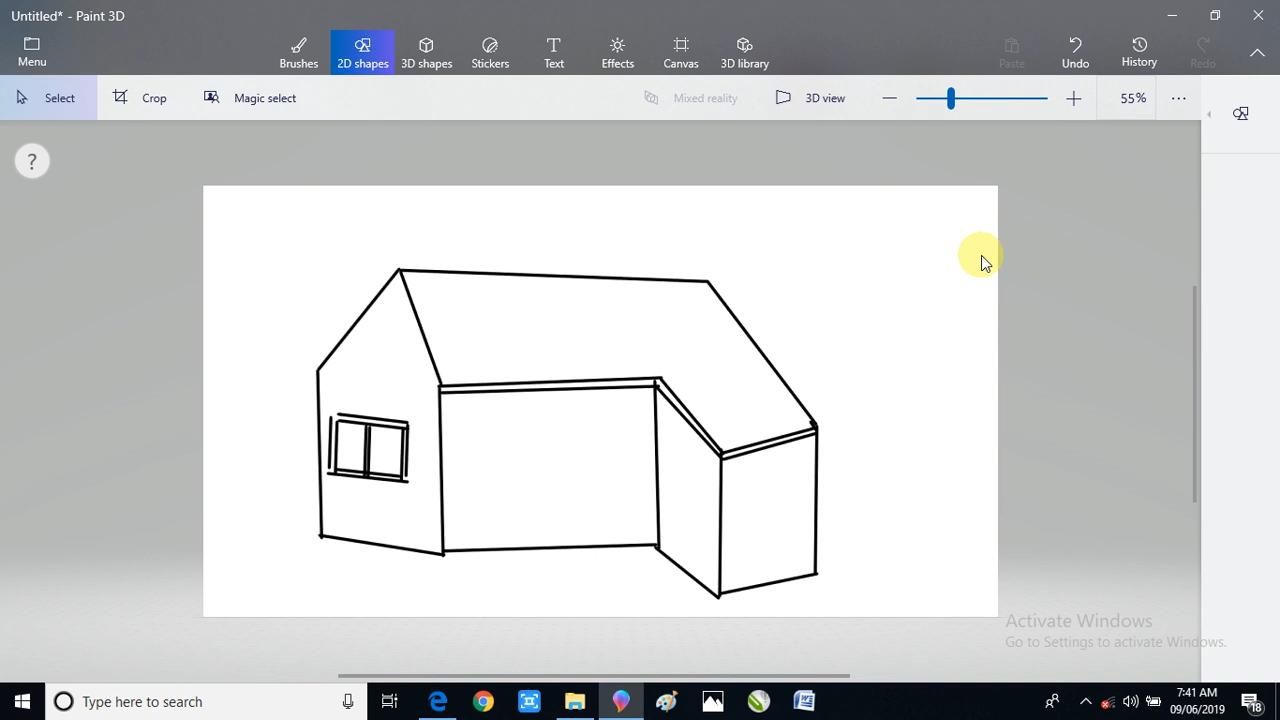 Untitled* - Paint 3D
Menu
Brushes
2D shapes
3D shapes
Stickers
Text
Effects
Canvas
3D library
Paste
Undo
History
Redo
Select
Crop
Magic select
Mixed reality
3D view
55%
?
Activate Windows
Go to Settings to activate Windows.
Type here to search
7:41 AM
09/06/2019
18